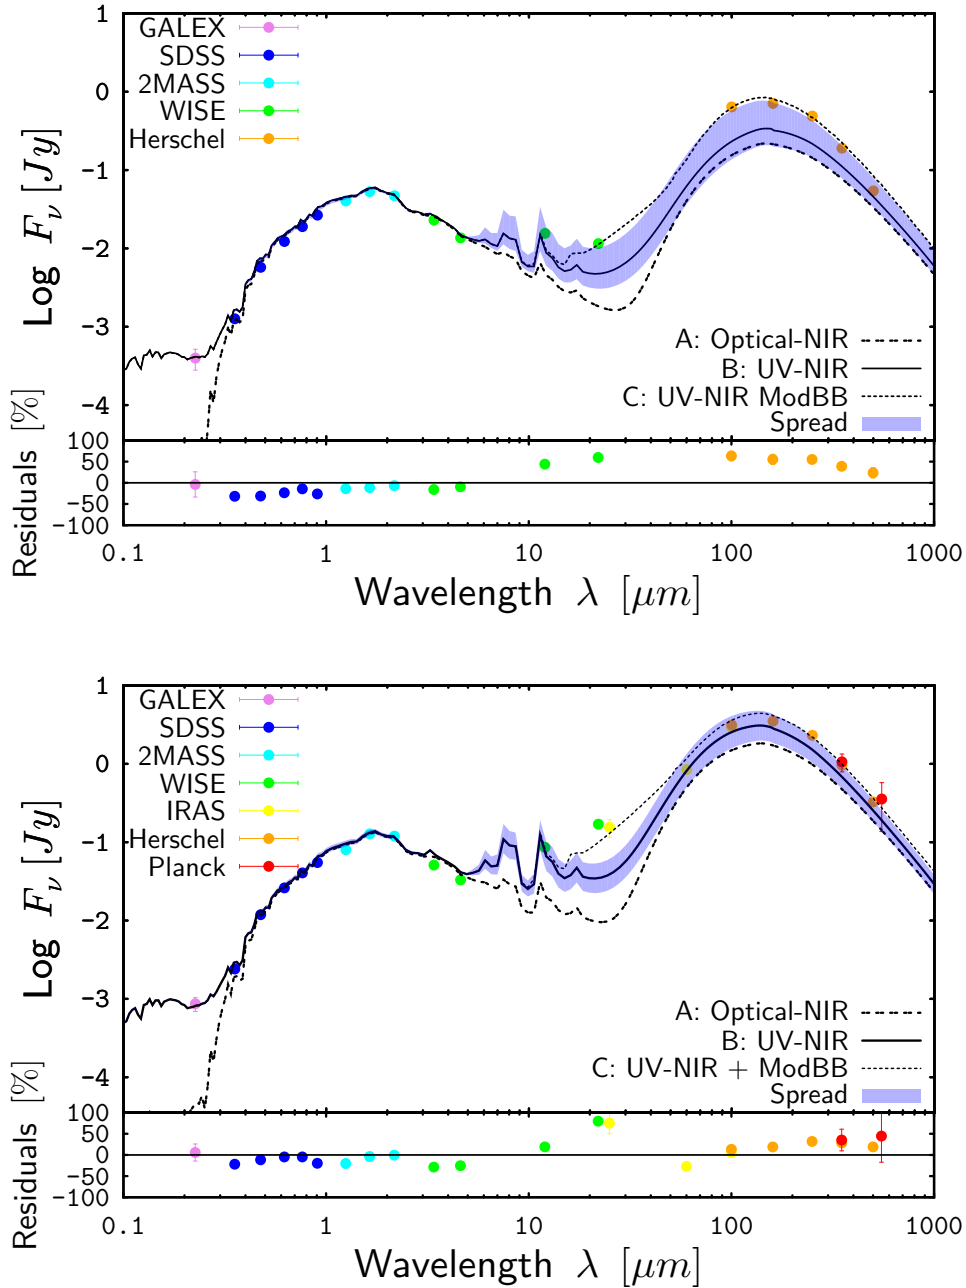 GALEX
SDSS
2MASS
WISE
Herschel
1
0
−1
−2
−3
−4
Log F_ν [Jy]
A: Optical-NIR
B: UV-NIR
C: UV-NIR ModBB
Spread
100
50
0
−50
−100
Residuals [%]
0.1 1 10 100 1000
Wavelength λ [μm]
GALEX
SDSS
2MASS
WISE
IRAS
Herschel
Planck
1
0
−1
−2
−3
−4
Log F_ν [Jy]
A: Optical-NIR
B: UV-NIR
C: UV-NIR + ModBB
Spread
100
50
0
−50
−100
Residuals [%]
0.1 1 10 100 1000
Wavelength λ [μm]